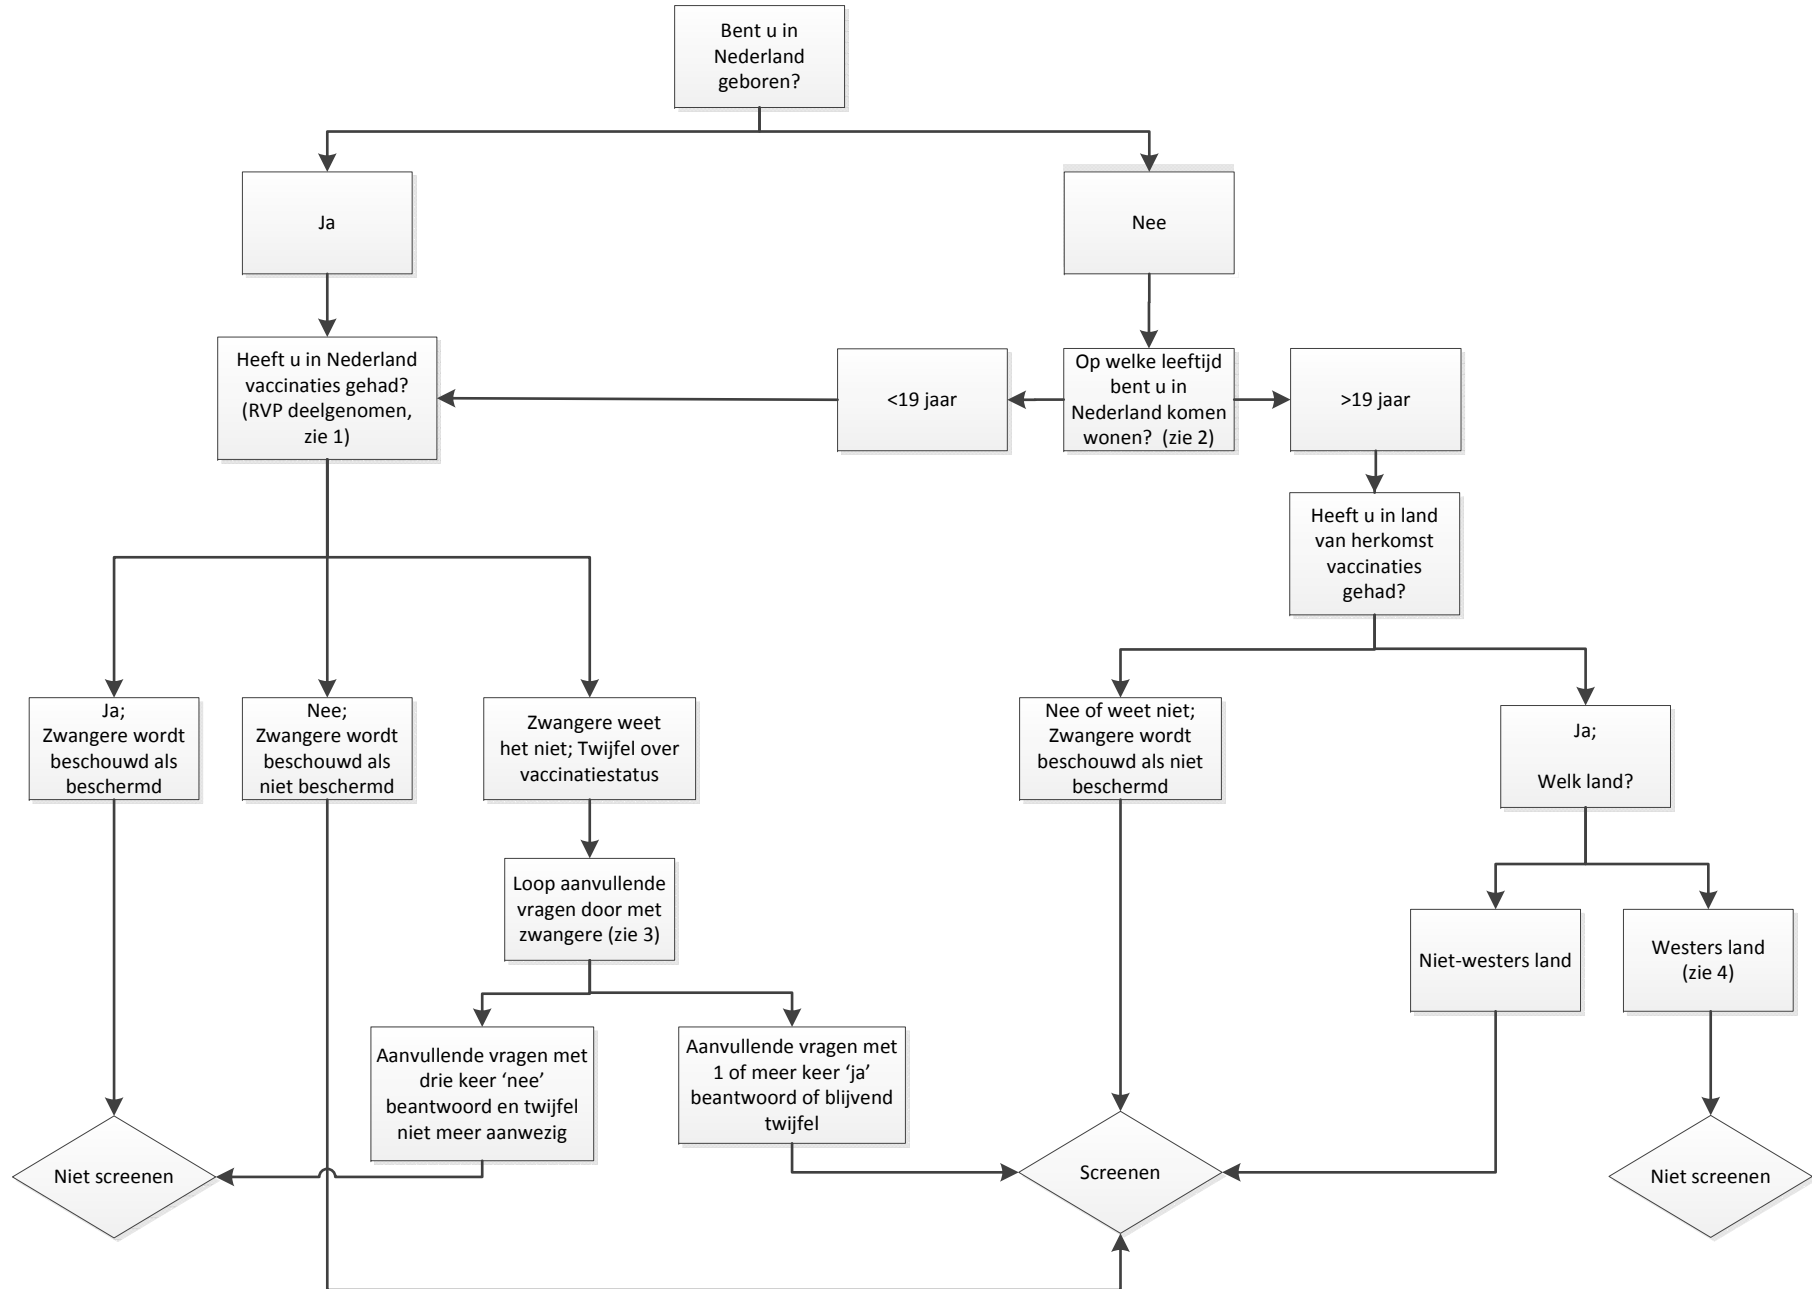 Bent u in
Nederland
geboren?
Ja
Nee
Heeft u in Nederland
vaccinaties gehad?
(RVP deelgenomen,
zie 1)
<19 jaar
Op welke leeftijd
bent u in
Nederland komen
wonen? (zie 2)
>19 jaar
Heeft u in land
van herkomst
vaccinaties
gehad?
Ja;
Zwangere wordt
beschouwd als
beschermd
Nee;
Zwangere wordt
beschouwd als
niet beschermd
Zwangere weet
het niet; Twijfel over
vaccinatiestatus
Nee of weet niet;
Zwangere wordt
beschouwd als niet
beschermd
Ja;
Welk land?
Loop aanvullende
vragen door met
zwangere (zie 3)
Niet-westers land
Westers land
(zie 4)
Aanvullende vragen met
drie keer ‘nee’
beantwoord en twijfel
niet meer aanwezig
Aanvullende vragen met
1 of meer keer ‘ja’
beantwoord of blijvend
twijfel
Niet screenen
Screenen
Niet screenen